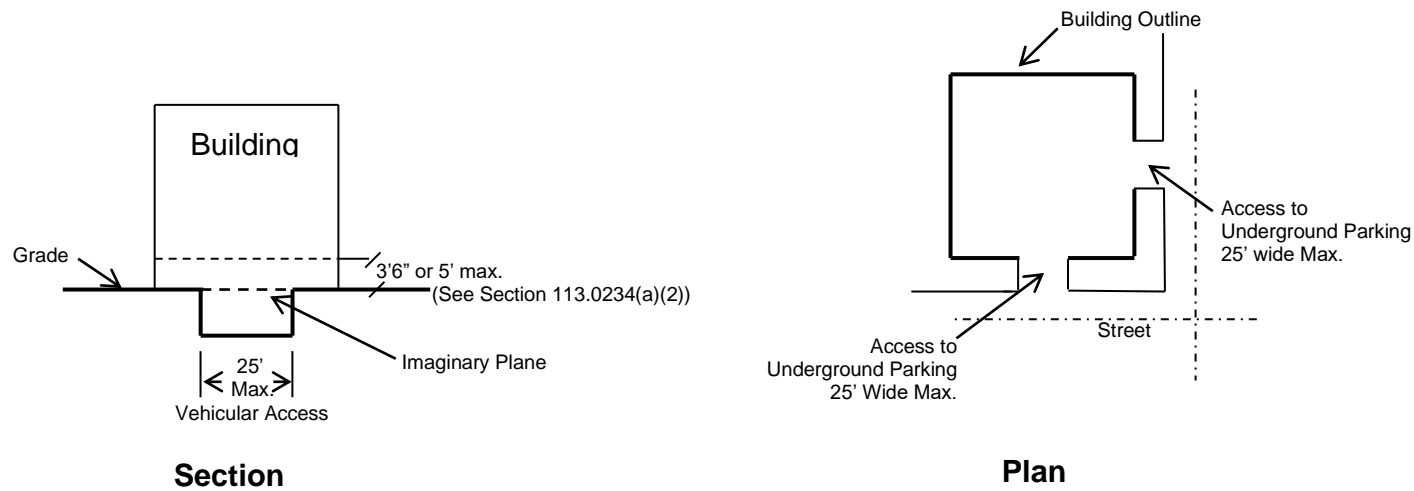 Building
Grade
3’6” or 5’ max.
(See Section 113.0234(a)(2))
Imaginary Plane
25’
Max.
Vehicular Access
Section
Building Outline
Access to
Underground Parking
25’ wide Max.
Street
Access to
Underground Parking
25’ Wide Max.
Plan